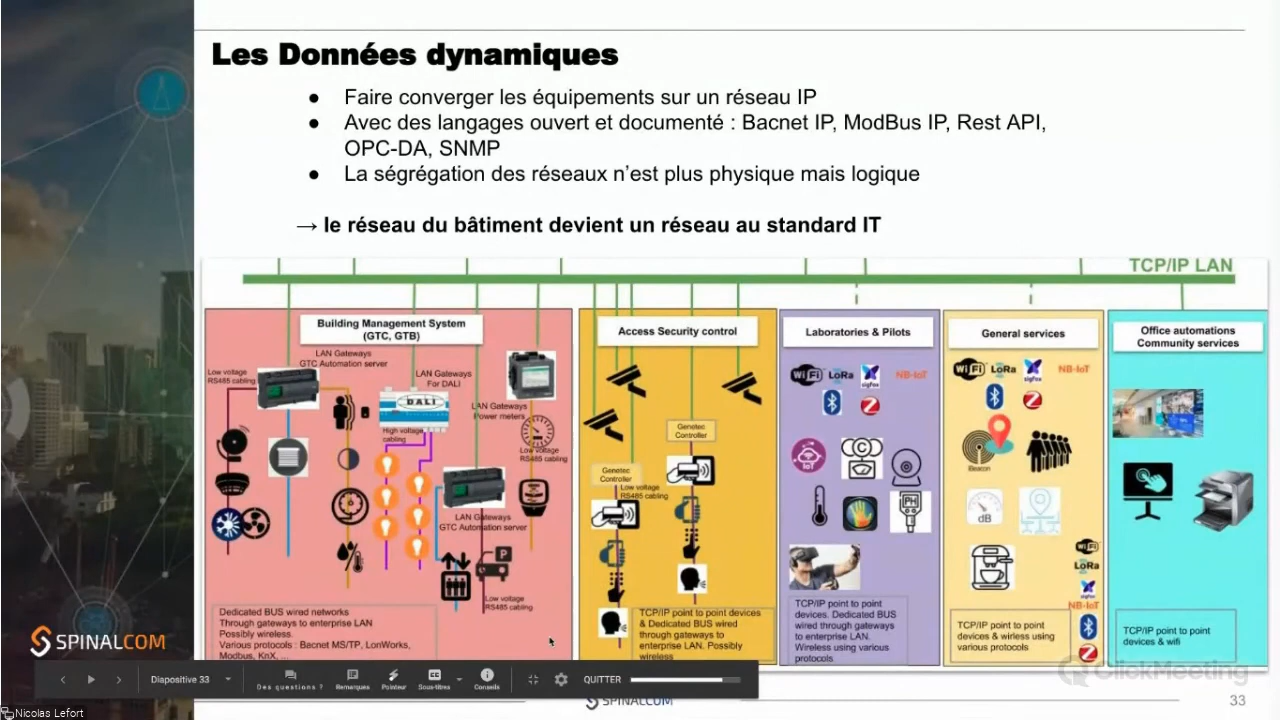 Les Données dynamiques
● Faire converger les équipements sur un réseau IP
● Avec des langages ouvert et documenté : Bacnet IP, ModBus IP, Rest API,
OPC-DA, SNMP
● La ségrégation des réseaux n’est plus physique mais logique
→ le réseau du bâtiment devient un réseau au standard IT
TCP/IP LAN
Building Management System
(GTC, GTB)
LAN Gateways
GTC Automation server
Low voltage
RS485 cabling
LAN Gateways
For DALI
DALI
High voltage
cabling
LAN Gateways
Power meters
Low voltage
RS485 cabling
LAN Gateways
GTC Automation server
P
Low voltage
RS485 cabling
Dedicated BUS wired networks
Through gateways to enterprise LAN
Possibly wireless.
Various protocols : Bacnet MS/TP, LonWorks,
Modbus, KnX, ...
Access Security control
Genetec
Controller
Genetec
Controller
Low voltage
RS485 cabling
TCP/IP point to point devices
& Dedicated BUS wired
through gateways to
enterprise LAN. Possibly
wireless
Laboratories & Pilots
WiFi LoRa sigfox NB-IoT
IoT
PH
TCP/IP point to point
devices. Dedicated BUS
wired through gateways
to enterprise LAN.
Wireless using various
protocols
General services
WiFi LoRa sigfox NB-IoT
iBeacon
dB
TCP/IP point to point
devices & wirless using
various protocols
WiFi
LoRa
sigfox
NB-IoT
Office automations
Community services
TCP/IP point to point
devices & wifi
SPINALCOM
Diapositive 33
Des questions ?
Remarques
Pointeur
Sous-titres
Conseils
QUITTER
ClickMeeting
SPINALCOM
33
Nicolas Lefort